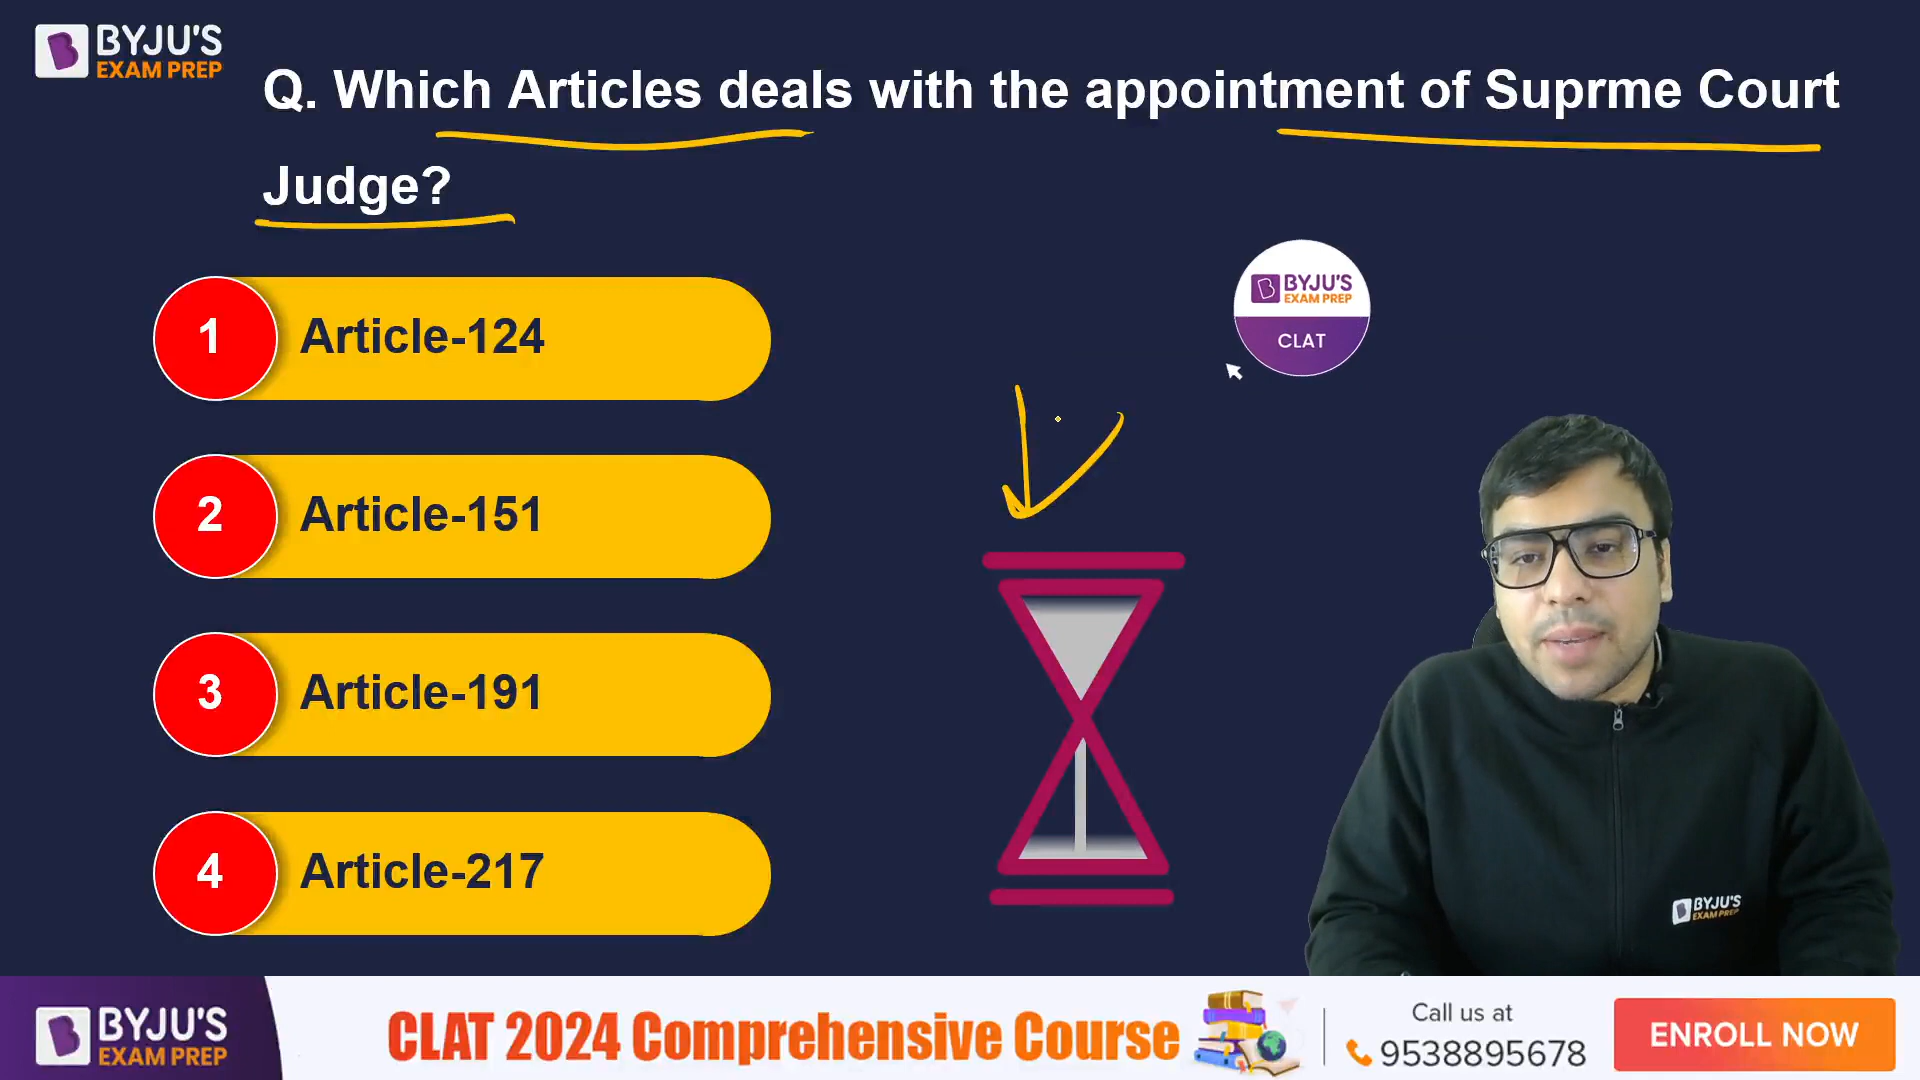 BYJU'S
EXAM PREP
Q. Which Articles deals with the appointment of Suprme Court
Judge?
BYJU'S
EXAM PREP
CLAT
1 Article-124
2 Article-151
3 Article-191
4 Article-217
BYJU'S
EXAM PREP
BYJU'S
EXAM PREP
CLAT 2024 Comprehensive Course
Call us at
9538895678
ENROLL NOW